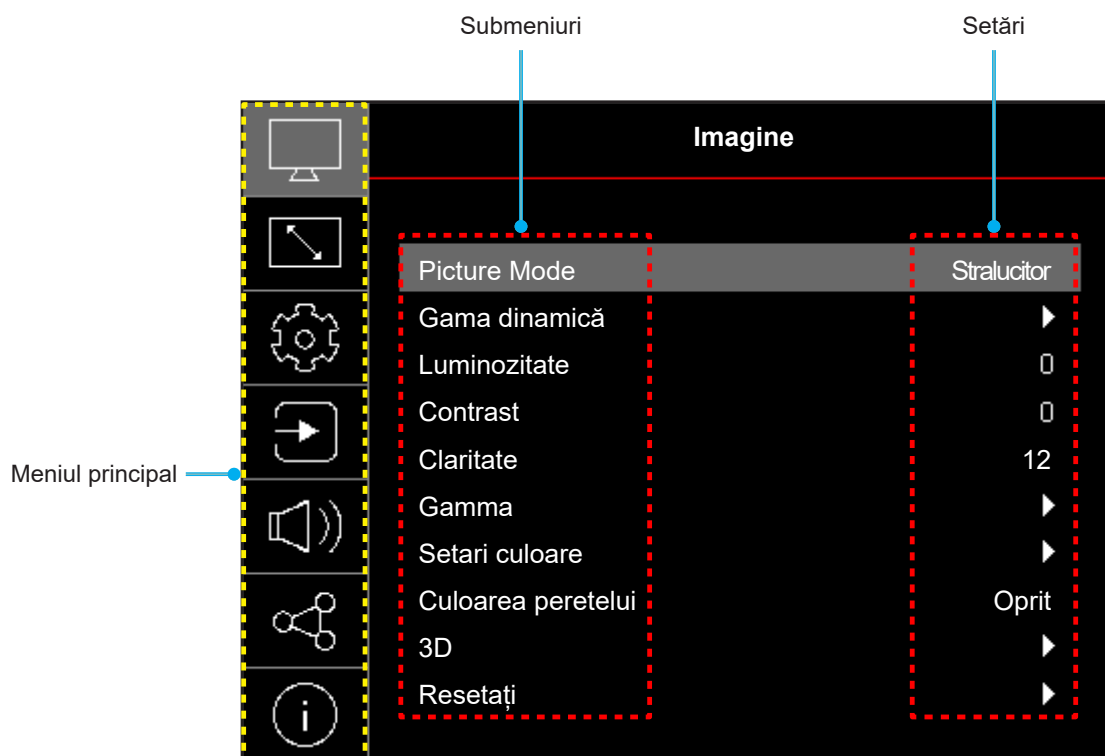 Submeniuri Setări
Imagine
Picture Mode Stralucitor
Gama dinamică
Luminozitate 0
Contrast 0
Claritate 12
Meniul principal
Gamma
Setari culoare
Culoarea peretelui Oprit
3D
Resetați